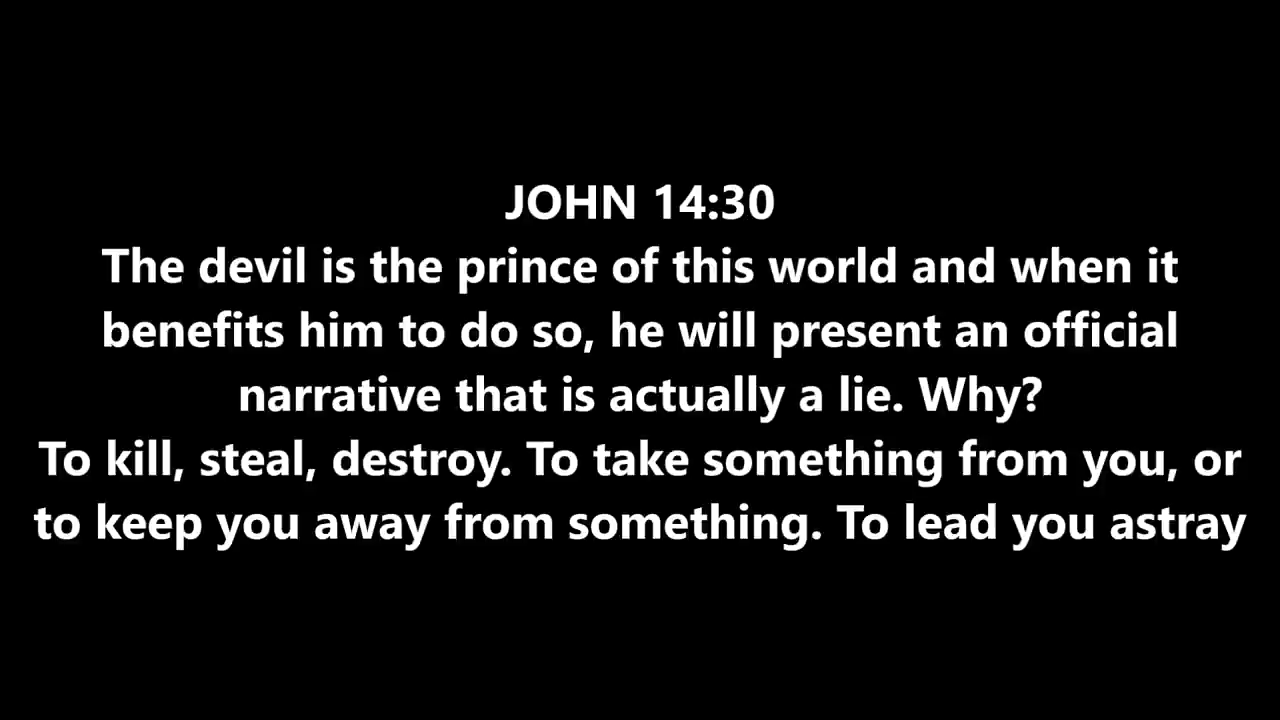 JOHN 14:30
The devil is the prince of this world and when it
benefits him to do so, he will present an official
narrative that is actually a lie. Why?
To kill, steal, destroy. To take something from you, or
to keep you away from something. To lead you astray